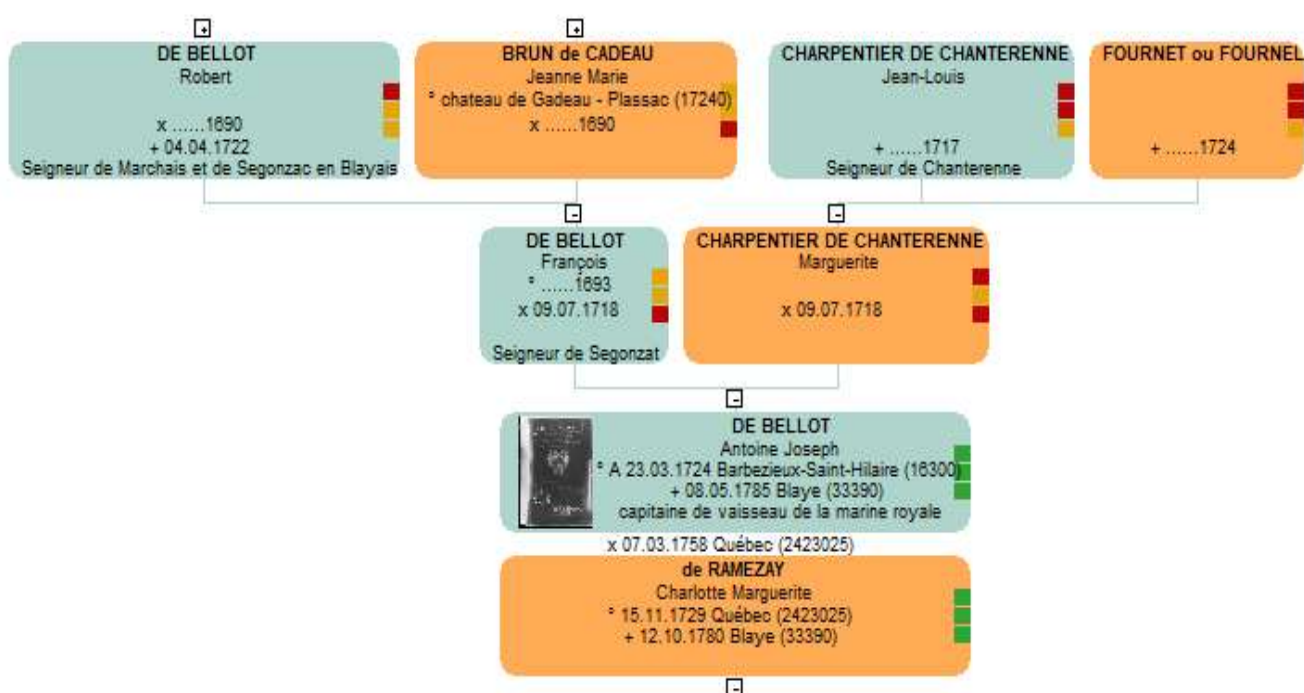 DE BELLOT
Robert
x ......1690
+ 04.04.1722
Seigneur de Marchais et de Segonzac en Blayais
BRUN de CADEAU
Jeanne Marie
° chateau de Gadeau - Plassac (17240)
x ......1690
CHARPENTIER DE CHANTERENNE
Jean-Louis
+ ......1717
Seigneur de Chanterenne
FOURNET ou FOURNEL
+ ......1724
DE BELLOT
François
° ......1693
x 09.07.1718
Seigneur de Segonzat
CHARPENTIER DE CHANTERENNE
Marguerite
x 09.07.1718
DE BELLOT
Antoine Joseph
° A 23.03.1724 Barbezieux-Saint-Hilaire (16300)
+ 08.05.1785 Blaye (33390)
capitaine de vaisseau de la marine royale
x 07.03.1758 Québec (2423025)
de RAMEZAY
Charlotte Marguerite
° 15.11.1729 Québec (2423025)
+ 12.10.1780 Blaye (33390)